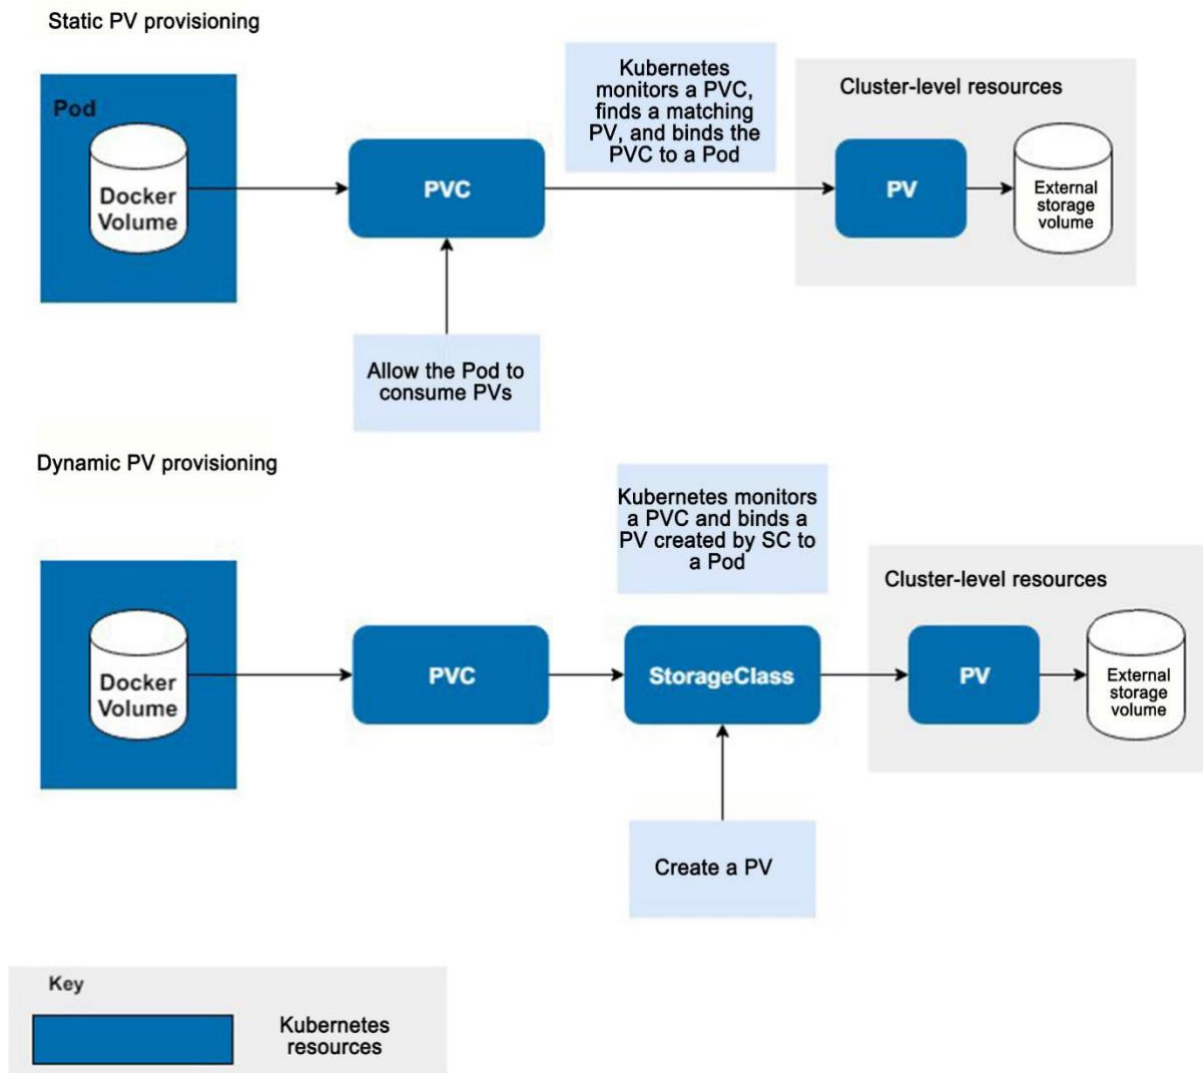 Static PV provisioning
Pod
Docker
Volume
PVC
Kubernetes
monitors a PVC,
finds a matching
PV, and binds the
PVC to a Pod
Cluster-level resources
PV
External
storage
volume
Allow the Pod to
consume PVs
Dynamic PV provisioning
Docker
Volume
PVC
Kubernetes monitors
a PVC and binds a
PV created by SC to
a Pod
StorageClass
Cluster-level resources
PV
External
storage
volume
Create a PV
Key
Kubernetes
resources